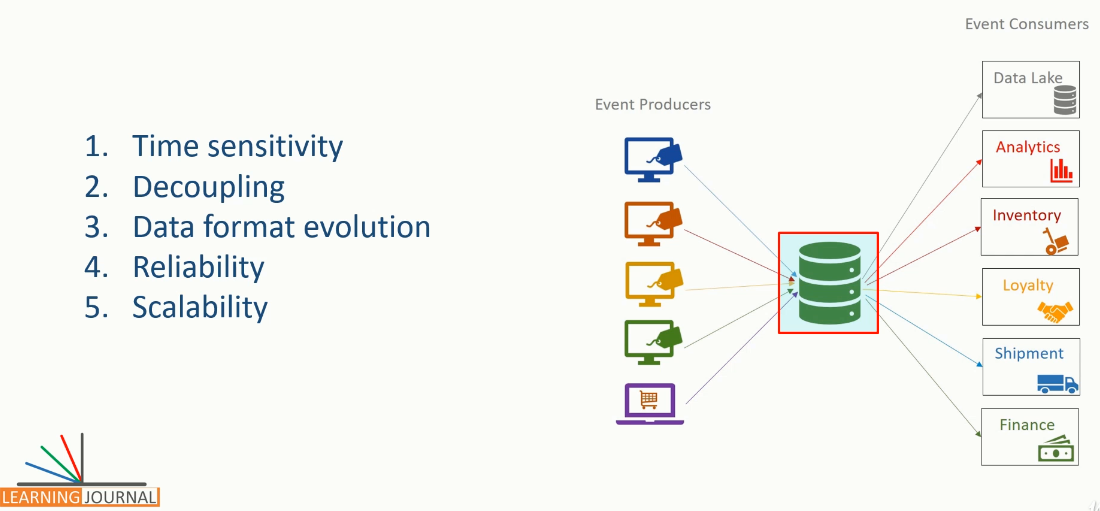 1. Time sensitivity
2. Decoupling
3. Data format evolution
4. Reliability
5. Scalability
Event Producers
Event Consumers
Data Lake
Analytics
Inventory
Loyalty
Shipment
Finance
LEARNING JOURNAL